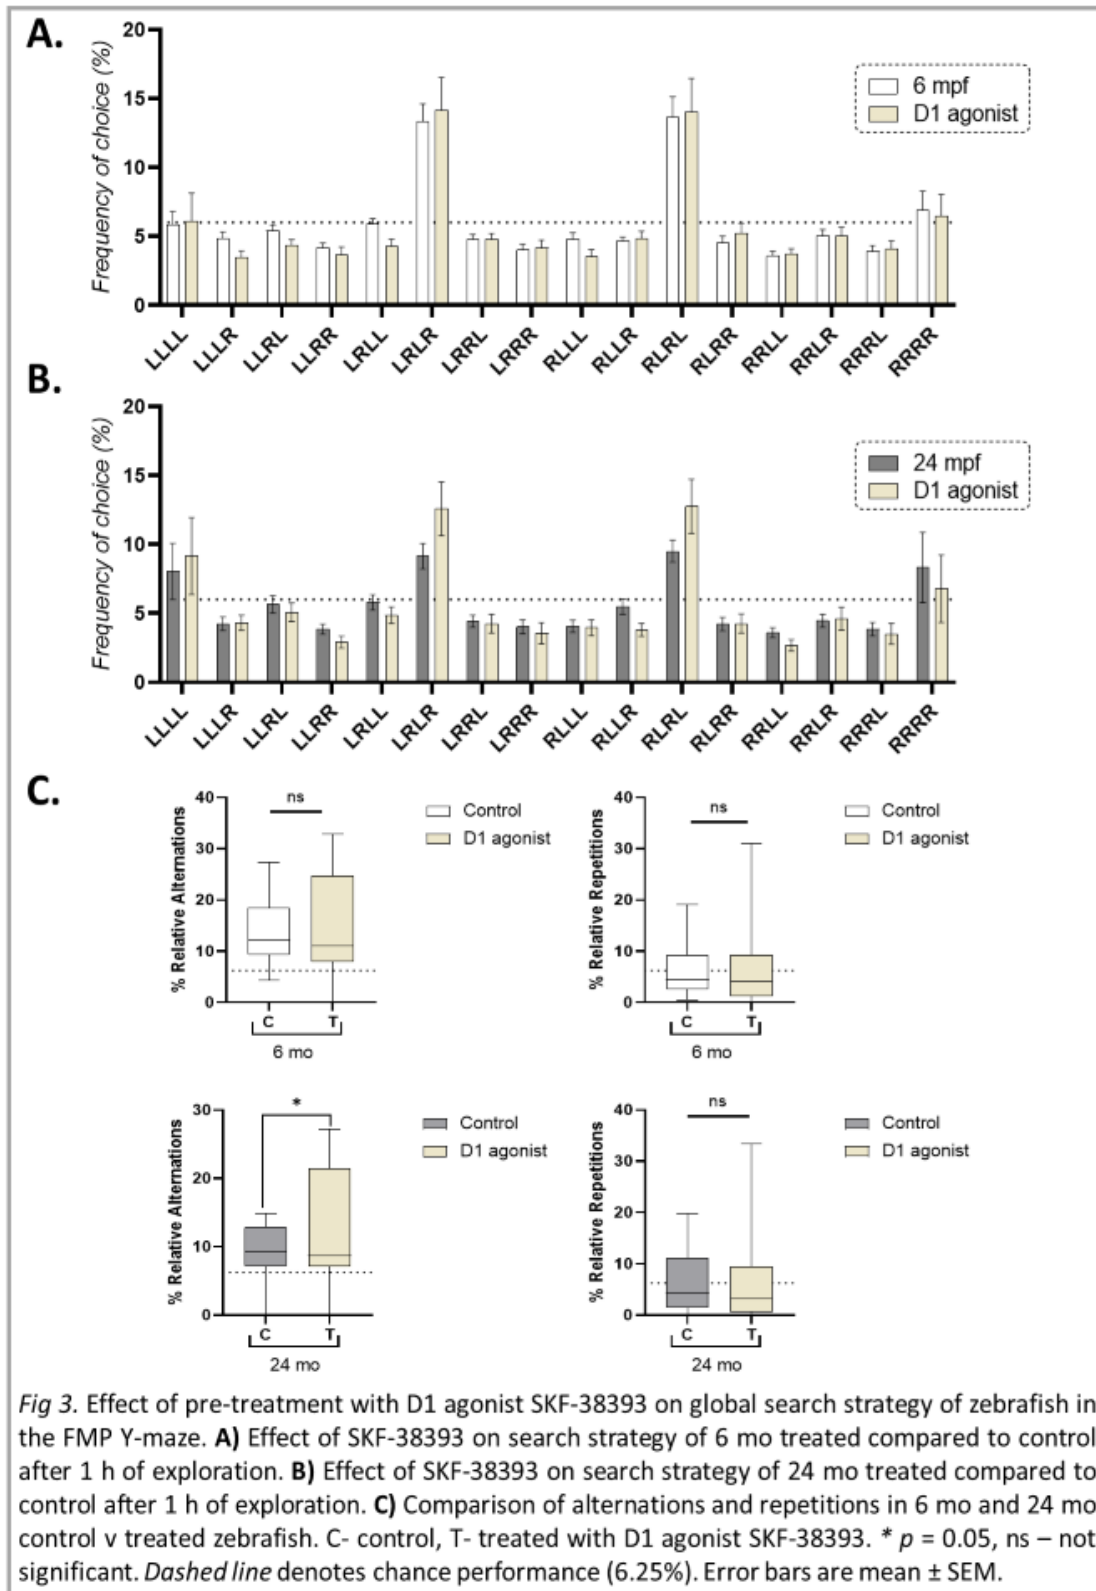 A.
Frequency of choice (%)
20
15
10
5
0
6 mpf
D1 agonist
LLLL
LLLR
LLRL
LLRR
LRLL
LRLR
LRRL
LRRR
RLLL
RLLR
RLRL
RLRR
RRLL
RRLR
RRRL
RRRR
B.
Frequency of choice (%)
20
15
10
5
0
24 mpf
D1 agonist
LLLL
LLLR
LLRL
LLRR
LRLL
LRLR
LRRL
LRRR
RLLL
RLLR
RLRL
RLRR
RRLL
RRLR
RRRL
RRRR
C.
% Relative Alternations
40
30
20
10
0
ns
Control
D1 agonist
C T
6 mo
% Relative Repetitions
40
30
20
10
0
ns
Control
D1 agonist
C T
6 mo
% Relative Alternations
30
20
10
0
*
Control
D1 agonist
C T
24 mo
% Relative Repetitions
40
30
20
10
0
ns
Control
D1 agonist
C T
24 mo
Fig 3. Effect of pre-treatment with D1 agonist SKF-38393 on global search strategy of zebrafish in
the FMP Y-maze. A) Effect of SKF-38393 on search strategy of 6 mo treated compared to control
after 1 h of exploration. B) Effect of SKF-38393 on search strategy of 24 mo treated compared to
control after 1 h of exploration. C) Comparison of alternations and repetitions in 6 mo and 24 mo
control v treated zebrafish. C- control, T- treated with D1 agonist SKF-38393. * p = 0.05, ns – not
significant. Dashed line denotes chance performance (6.25%). Error bars are mean ± SEM.